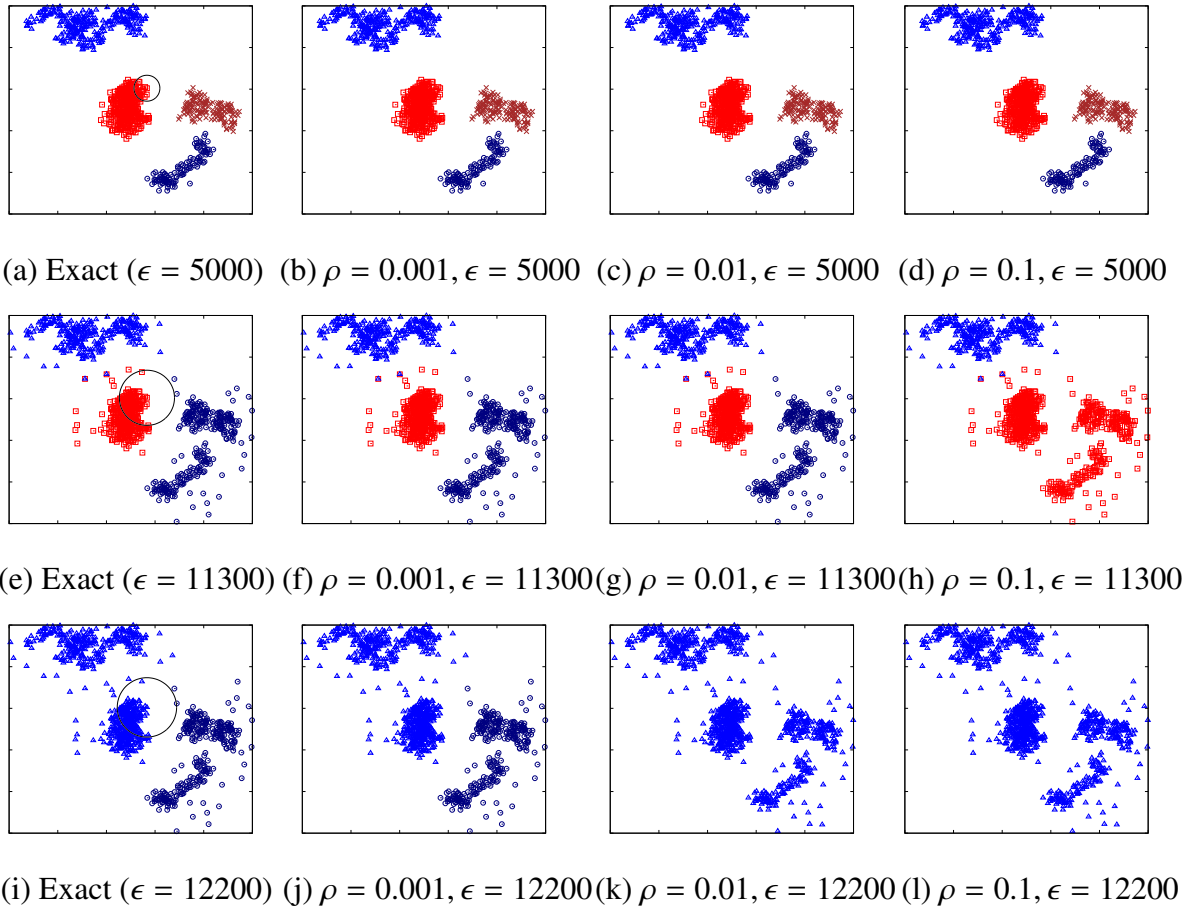 (a) Exact (ϵ = 5000) (b) ρ = 0.001, ϵ = 5000 (c) ρ = 0.01, ϵ = 5000 (d) ρ = 0.1, ϵ = 5000
(e) Exact (ϵ = 11300) (f) ρ = 0.001, ϵ = 11300 (g) ρ = 0.01, ϵ = 11300 (h) ρ = 0.1, ϵ = 11300
(i) Exact (ϵ = 12200) (j) ρ = 0.001, ϵ = 12200 (k) ρ = 0.01, ϵ = 12200 (l) ρ = 0.1, ϵ = 12200